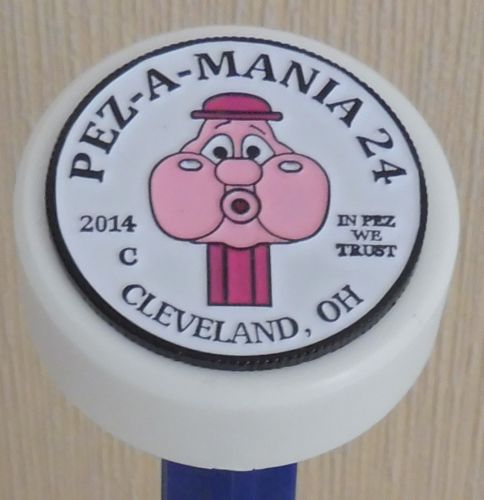 PEZ-A-MANIA 24
2014
C
IN PEZ
WE
TRUST
CLEVELAND, OH